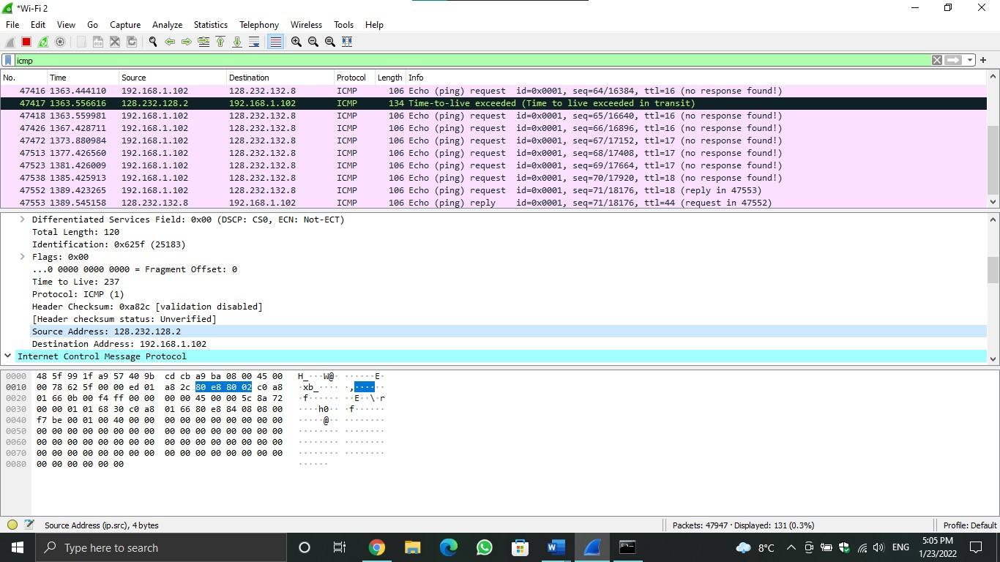 *Wi-Fi 2
File Edit View Go Capture Analyze Statistics Telephony Wireless Tools Help
icmp
No. Time Source Destination Protocol Length Info
47416 1363.444110 192.168.1.102 128.232.132.8 ICMP 106 Echo (ping) request id=0x0001, seq=64/16384, ttl=16 (no response found!)
47417 1363.556616 128.232.128.2 192.168.1.102 ICMP 134 Time-to-live exceeded (Time to live exceeded in transit)
47418 1363.559981 192.168.1.102 128.232.132.8 ICMP 106 Echo (ping) request id=0x0001, seq=65/16640, ttl=16 (no response found!)
47426 1367.428711 192.168.1.102 128.232.132.8 ICMP 106 Echo (ping) request id=0x0001, seq=66/16896, ttl=16 (no response found!)
47472 1373.880984 192.168.1.102 128.232.132.8 ICMP 106 Echo (ping) request id=0x0001, seq=67/17152, ttl=17 (no response found!)
47513 1377.426560 192.168.1.102 128.232.132.8 ICMP 106 Echo (ping) request id=0x0001, seq=68/17408, ttl=17 (no response found!)
47523 1381.426009 192.168.1.102 128.232.132.8 ICMP 106 Echo (ping) request id=0x0001, seq=69/17664, ttl=17 (no response found!)
47538 1385.425913 192.168.1.102 128.232.132.8 ICMP 106 Echo (ping) request id=0x0001, seq=70/17920, ttl=18 (no response found!)
47552 1389.423265 192.168.1.102 128.232.132.8 ICMP 106 Echo (ping) request id=0x0001, seq=71/18176, ttl=18 (reply in 47553)
47553 1389.545158 128.232.132.8 192.168.1.102 ICMP 106 Echo (ping) reply id=0x0001, seq=71/18176, ttl=44 (request in 47552)
Differentiated Services Field: 0x00 (DSCP: CS0, ECN: Not-ECT)
Total Length: 120
Identification: 0x625f (25183)
Flags: 0x00
...0 0000 0000 0000 = Fragment Offset: 0
Time to Live: 237
Protocol: ICMP (1)
Header Checksum: 0xa82c [validation disabled]
[Header checksum status: Unverified]
Source Address: 128.232.128.2
Destination Address: 192.168.1.102
Internet Control Message Protocol
0000 48 5f 99 1f a9 57 40 9b cd cb a9 ba 08 00 45 00 H_···W@· ······E·
0010 00 78 62 5f 00 00 ed 01 a8 2c 80 e8 80 02 c0 a8 ·xb_···· ·,······
0020 01 66 0b 00 f4 ff 00 00 00 00 45 00 00 5c 8a 72 ·f······ ··E··\·r
0030 00 00 01 01 68 30 c0 a8 01 66 80 e8 84 08 08 00 ····h0·· ·f······
0040 f7 be 00 01 00 40 00 00 00 00 00 00 00 00 00 00 ·····@·· ········
0050 00 00 00 00 00 00 00 00 00 00 00 00 00 00 00 00 ········ ········
0060 00 00 00 00 00 00 00 00 00 00 00 00 00 00 00 00 ········ ········
0070 00 00 00 00 00 00 00 00 00 00 00 00 00 00 00 00 ········ ········
0080 00 00 00 00 00 00 ······
Source Address (ip.src), 4 bytes Packets: 47947 · Displayed: 131 (0.3%) Profile: Default
Type here to search 8°C ENG 5:05 PM
1/23/2022